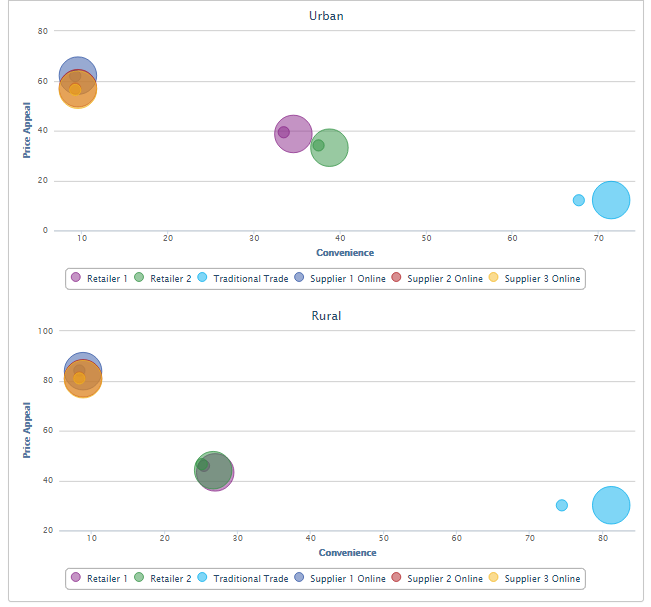 Urban
80
60
40
20
0
Price Appeal
10 20 30 40 50 60 70
Convenience
Retailer 1 Retailer 2 Traditional Trade Supplier 1 Online Supplier 2 Online Supplier 3 Online
Rural
100
80
60
40
20
Price Appeal
10 20 30 40 50 60 70 80
Convenience
Retailer 1 Retailer 2 Traditional Trade Supplier 1 Online Supplier 2 Online Supplier 3 Online